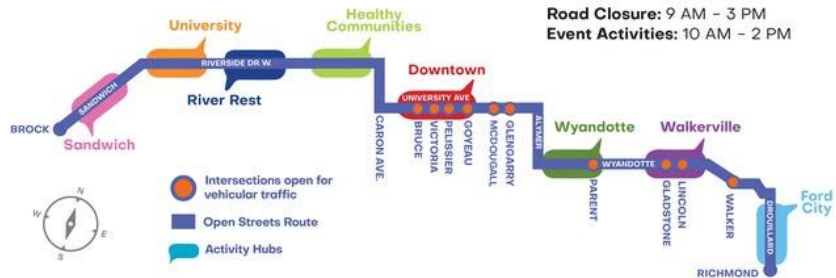 Road Closure: 9 AM – 3 PM
Event Activities: 10 AM – 2 PM
University
Healthy
Communities
RIVERSIDE DR W.
River Rest
SANDWICH
Sandwich
BROCK
Downtown
UNIVERSITY AVE
CARON AVE.
BRUCE
VICTORIA
PELISSIER
GOYEAU
MCDOUGALL
GLENGARRY
ALYMER
Wyandotte
Walkerville
WYANDOTTE
PARENT
GLADSTONE
LINCOLN
WALKER
DROUILLARD
Ford
City
RICHMOND
N
W
E
S
Intersections open for
vehicular traffic
Open Streets Route
Activity Hubs